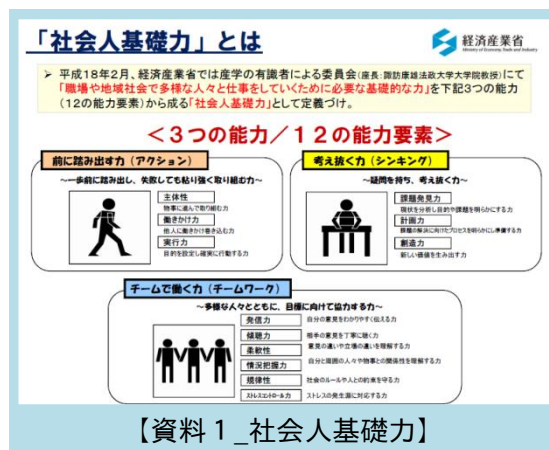 「社会人基礎力」とは
経済産業省
Ministry of Economy, Trade and Industry
➢ 平成18年2月、経済産業省では産学の有識者による委員会(座長:諏訪康雄法政大学大学院教授)にて
「職場や地域社会で多様な人々と仕事をしていくために必要な基礎的な力」を下記3つの能力
(12の能力要素)から成る「社会人基礎力」として定義づけ。
<3つの能力/12の能力要素>
前に踏み出す力(アクション)
~一歩前に踏み出し、失敗しても粘り強く取り組む力~
主体性
物事に進んで取り組む力
働きかけ力
他人に働きかけ巻き込む力
実行力
目的を設定し確実に行動する力
考え抜く力(シンキング)
~疑問を持ち、考え抜く力~
課題発見力
現状を分析し目的や課題を明らかにする力
計画力
課題の解決に向けたプロセスを明らかにし準備する力
創造力
新しい価値を生み出す力
チームで働く力(チームワーク)
~多様な人々とともに、目標に向けて協力する力~
発信力 自分の意見をわかりやすく伝える力
傾聴力 相手の意見を丁寧に聴く力
柔軟性 意見の違いや立場の違いを理解する力
情況把握力 自分と周囲の人々や物事との関係性を理解する力
規律性 社会のルールや人との約束を守る力
ストレスコントロール力 ストレスの発生源に対応する力
【資料1_社会人基礎力】